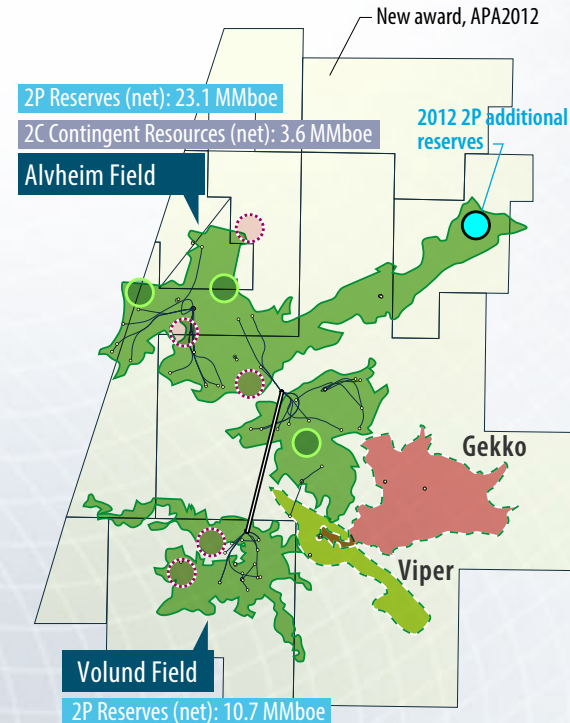 New award, APA2012
2P Reserves (net): 23.1 MMboe
2012 2P additional
reserves
2C Contingent Resources (net): 3.6 MMboe
Alvheim Field
Gekko
Viper
Volund Field
2P Reserves (net): 10.7 MMboe